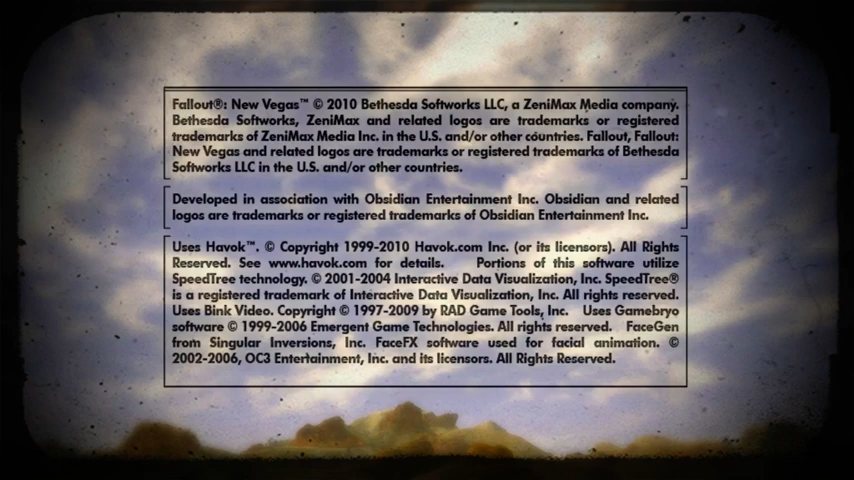 Fallout®: New Vegas™ © 2010 Bethesda Softworks LLC, a ZeniMax Media company.
Bethesda Softworks, ZeniMax and related logos are trademarks or registered
trademarks of ZeniMax Media Inc. in the U.S. and/or other countries. Fallout, Fallout:
New Vegas and related logos are trademarks or registered trademarks of Bethesda
Softworks LLC in the U.S. and/or other countries.
Developed in association with Obsidian Entertainment Inc. Obsidian and related
logos are trademarks or registered trademarks of Obsidian Entertainment Inc.
Uses Havok™. © Copyright 1999-2010 Havok.com Inc. (or its licensors). All Rights
Reserved. See www.havok.com for details. Portions of this software utilize
SpeedTree technology. © 2001-2004 Interactive Data Visualization, Inc. SpeedTree®
is a registered trademark of Interactive Data Visualization, Inc. All rights reserved.
Uses Bink Video. Copyright © 1997-2009 by RAD Game Tools, Inc. Uses Gamebryo
software © 1999-2006 Emergent Game Technologies. All rights reserved. FaceGen
from Singular Inversions, Inc. FaceFX software used for facial animation. ©
2002-2006, OC3 Entertainment, Inc. and its licensors. All Rights Reserved.